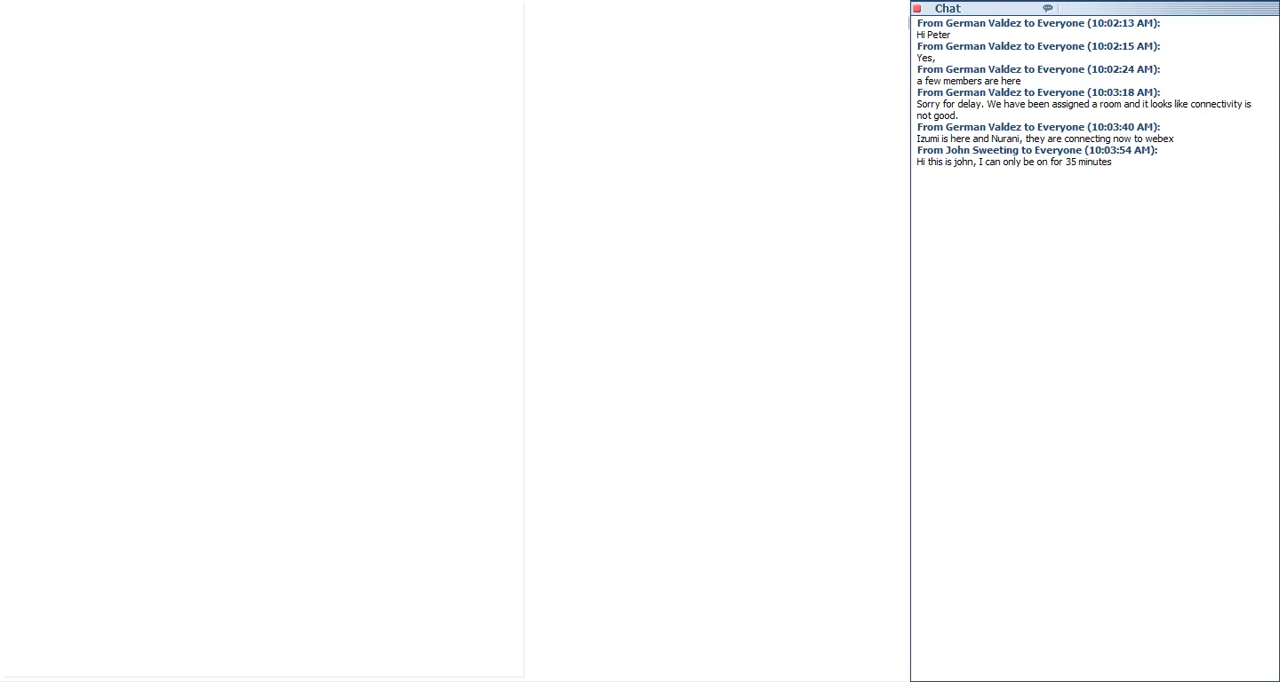 Chat
From German Valdez to Everyone (10:02:13 AM):
Hi Peter
From German Valdez to Everyone (10:02:15 AM):
Yes,
From German Valdez to Everyone (10:02:24 AM):
a few members are here
From German Valdez to Everyone (10:03:18 AM):
Sorry for delay. We have been assigned a room and it looks like connectivity is
not good.
From German Valdez to Everyone (10:03:40 AM):
Izumi is here and Nurani, they are connecting now to webex
From John Sweeting to Everyone (10:03:54 AM):
Hi this is john, I can only be on for 35 minutes